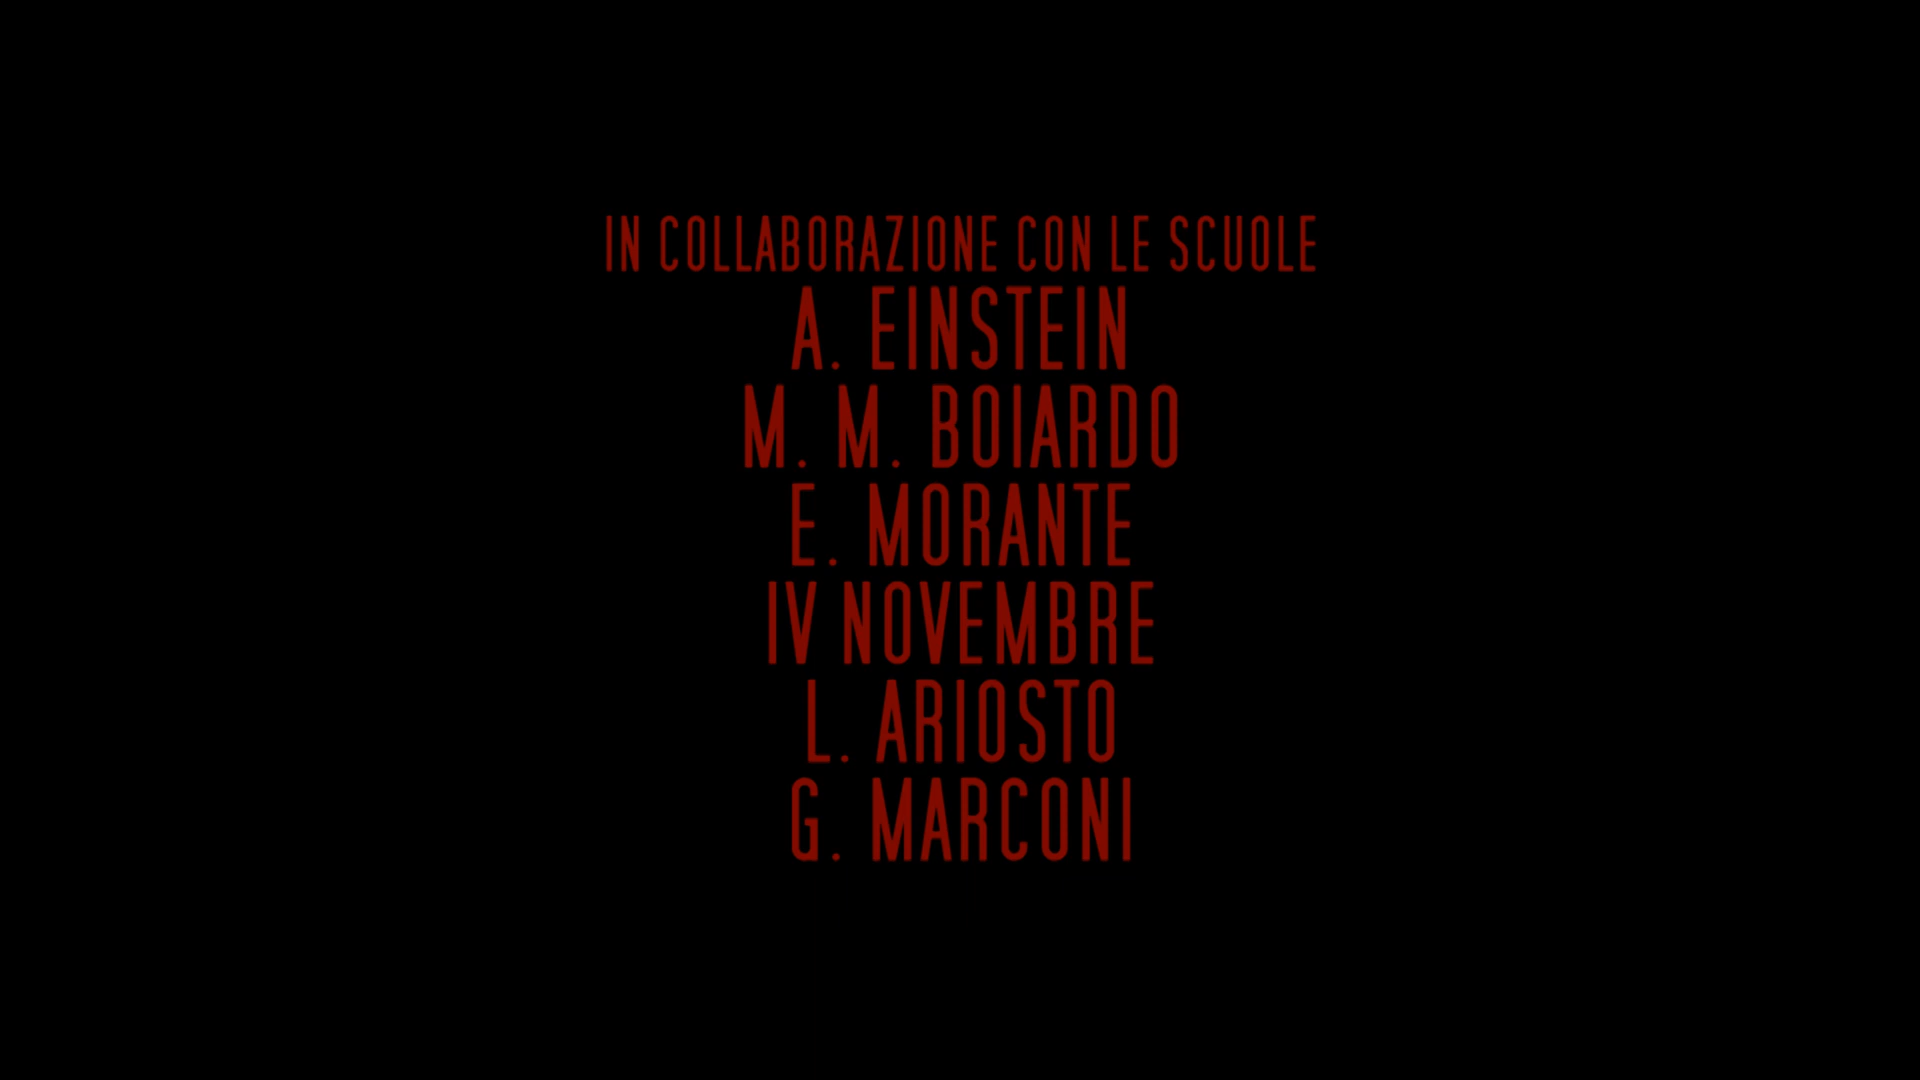 IN COLLABORAZIONE CON LE SCUOLE
A. EINSTEIN
M. M. BOIARDO
E. MORANTE
IV NOVEMBRE
L. ARIOSTO
G. MARCONI